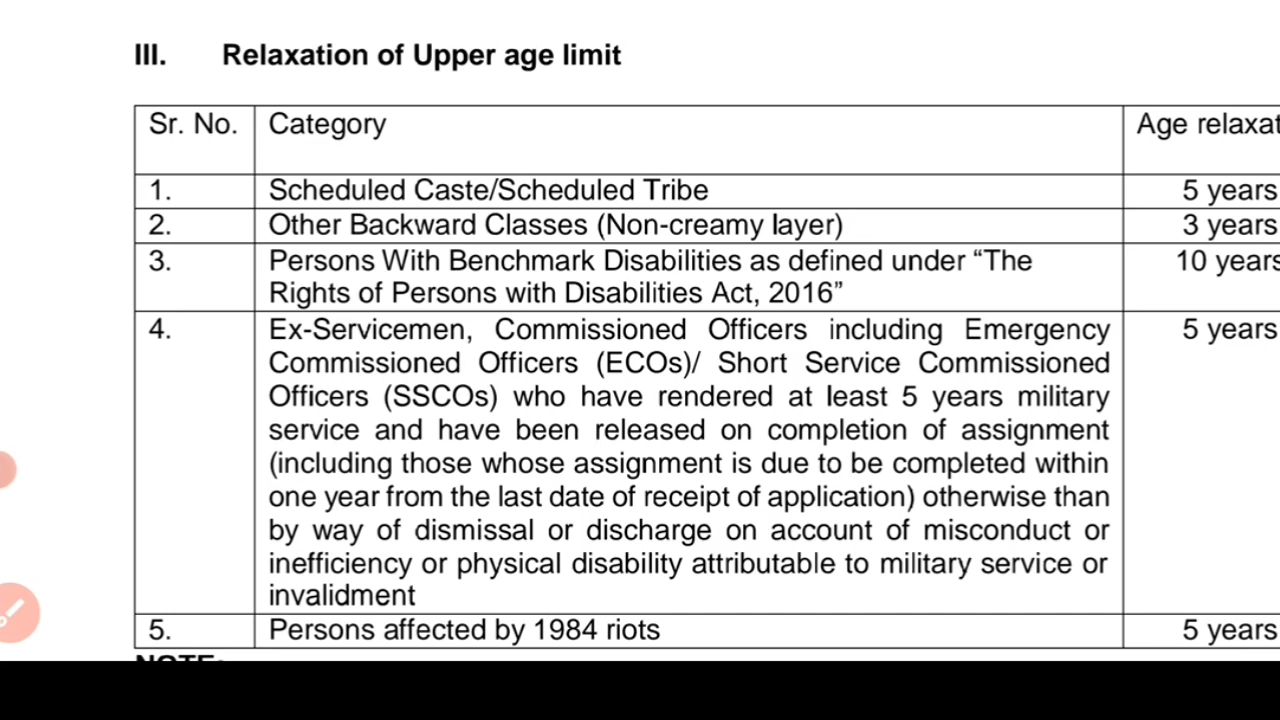 III. Relaxation of Upper age limit
Sr. No. Category Age relaxat
1. Scheduled Caste/Scheduled Tribe 5 years
2. Other Backward Classes (Non-creamy layer) 3 years
3. Persons With Benchmark Disabilities as defined under “The 10 years
Rights of Persons with Disabilities Act, 2016”
4. Ex-Servicemen, Commissioned Officers including Emergency 5 years
Commissioned Officers (ECOs)/ Short Service Commissioned
Officers (SSCOs) who have rendered at least 5 years military
service and have been released on completion of assignment
(including those whose assignment is due to be completed within
one year from the last date of receipt of application) otherwise than
by way of dismissal or discharge on account of misconduct or
inefficiency or physical disability attributable to military service or
invalidment
5. Persons affected by 1984 riots 5 years
NOTE: